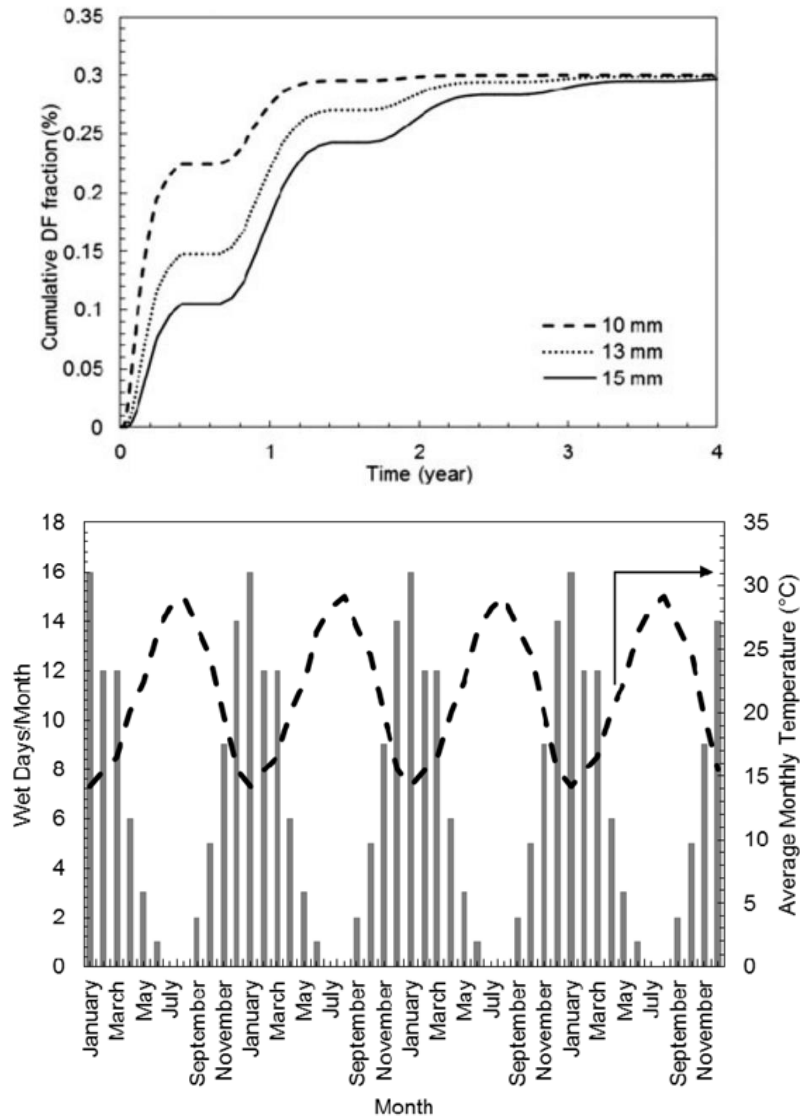 0.35
0.3
0.25
0.2
0.15
0.1
0.05
0
Cumulative DF fraction (%)
10 mm
13 mm
15 mm
0 1 2 3 4
Time (year)
18
16
14
12
10
8
6
4
2
0
Wet Days/Month
35
30
25
20
15
10
5
0
Average Monthly Temperature (°C)
January
March
May
July
September
November
January
March
May
July
September
November
January
March
May
July
September
November
January
March
May
July
September
November
Month